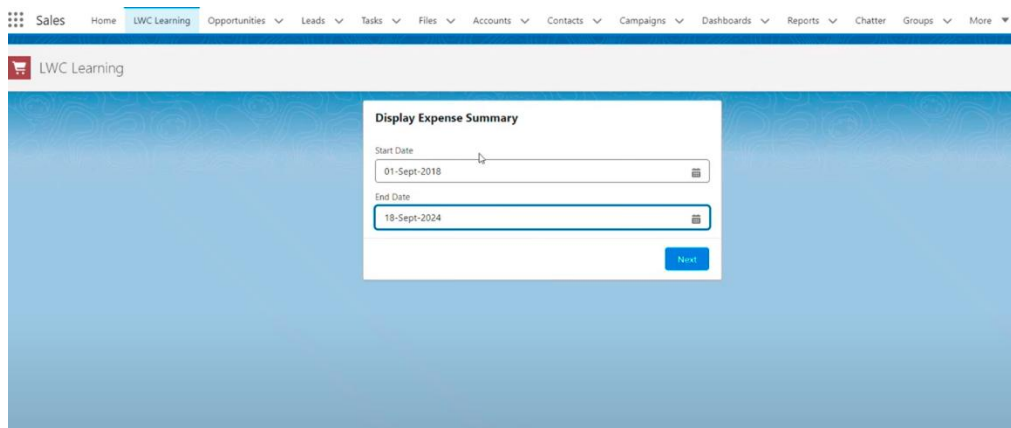 Sales Home LWC Learning Opportunities Leads Tasks Files Accounts Contacts Campaigns Dashboards Reports Chatter Groups More
LWC Learning
Display Expense Summary
Start Date
01-Sept-2018
End Date
18-Sept-2024
Next